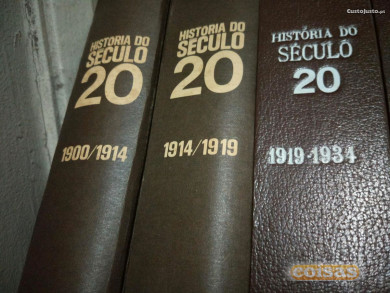 HISTORIA DO
SÉCULO
20
1900/1914
HISTORIA DO
SÉCULO
20
1914/1919
HISTÓRIA DO
SÉCULO
20
1919-1934
CustoJusto.pt
coisas